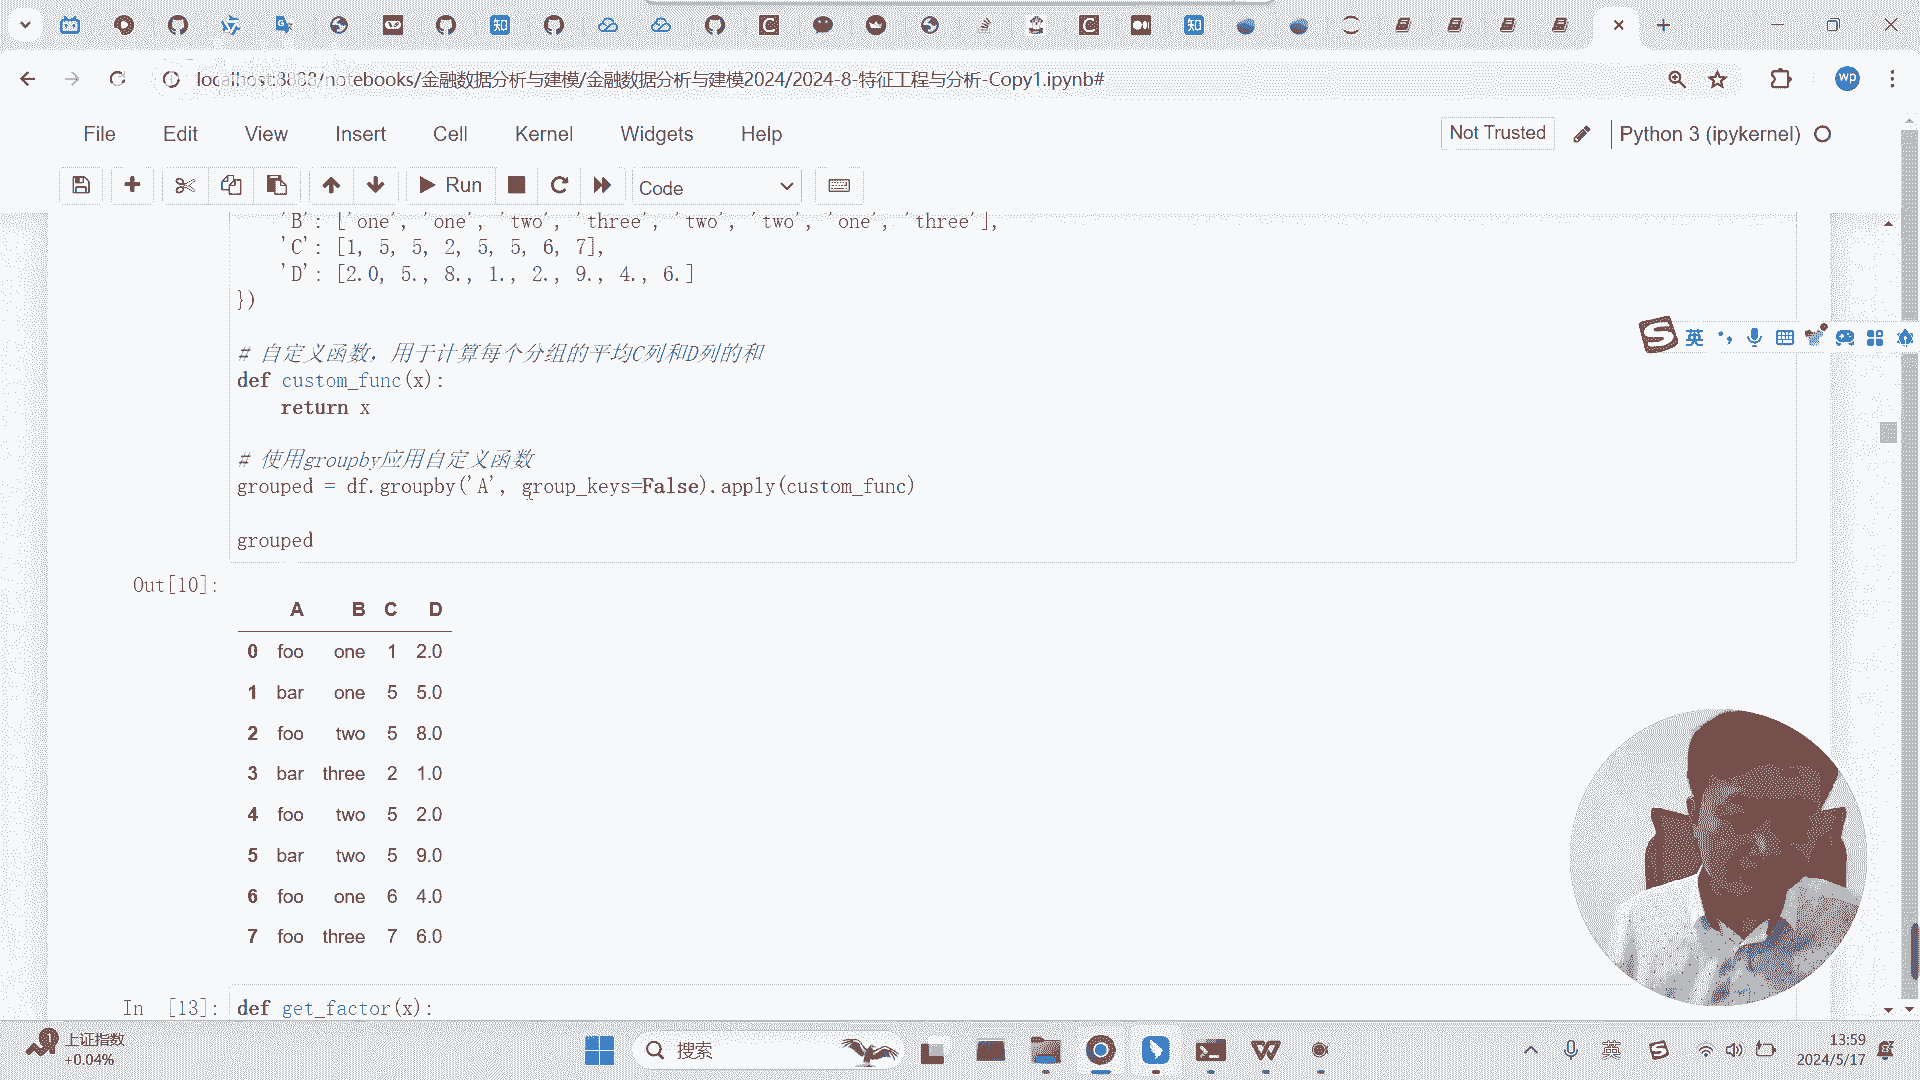 localhost:8888/notebooks/金融数据分析与建模/金融数据分析与建模2024/2024-8-特征工程与分析-Copy1.ipynb#
wp
File Edit View Insert Cell Kernel Widgets Help
Not Trusted
Python 3 (ipykernel)
Run
Code
'B': ['one', 'one', 'two', 'three', 'two', 'two', 'one', 'three'],
'C': [1, 5, 5, 2, 5, 5, 6, 7],
'D': [2.0, 5., 8., 1., 2., 9., 4., 6.]
})
# 自定义函数，用于计算每个分组的平均C列和D列的和
def custom_func(x):
return x
# 使用groupby应用自定义函数
grouped = df.groupby('A', group_keys=False).apply(custom_func)
grouped
英
Out[10]:
A B C D
0 foo one 1 2.0
1 bar one 5 5.0
2 foo two 5 8.0
3 bar three 2 1.0
4 foo two 5 2.0
5 bar two 5 9.0
6 foo one 6 4.0
7 foo three 7 6.0
In [13]: def get_factor(x):
上证指数
+0.04%
搜索
英
13:59
2024/5/17